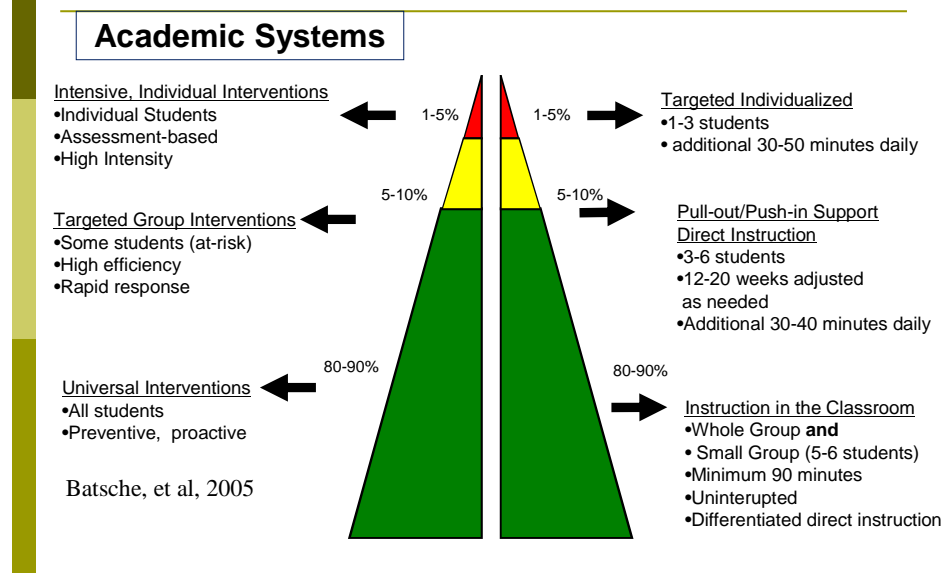 Academic Systems
Intensive, Individual Interventions
•Individual Students
•Assessment-based
•High Intensity
1-5%
5-10%
Targeted Group Interventions
•Some students (at-risk)
•High efficiency
•Rapid response
80-90%
Universal Interventions
•All students
•Preventive, proactive
Batsche, et al, 2005
1-5%
Targeted Individualized
•1-3 students
• additional 30-50 minutes daily
5-10%
Pull-out/Push-in Support
Direct Instruction
•3-6 students
•12-20 weeks adjusted
as needed
•Additional 30-40 minutes daily
80-90%
Instruction in the Classroom
•Whole Group and
• Small Group (5-6 students)
•Minimum 90 minutes
•Uninterupted
•Differentiated direct instruction